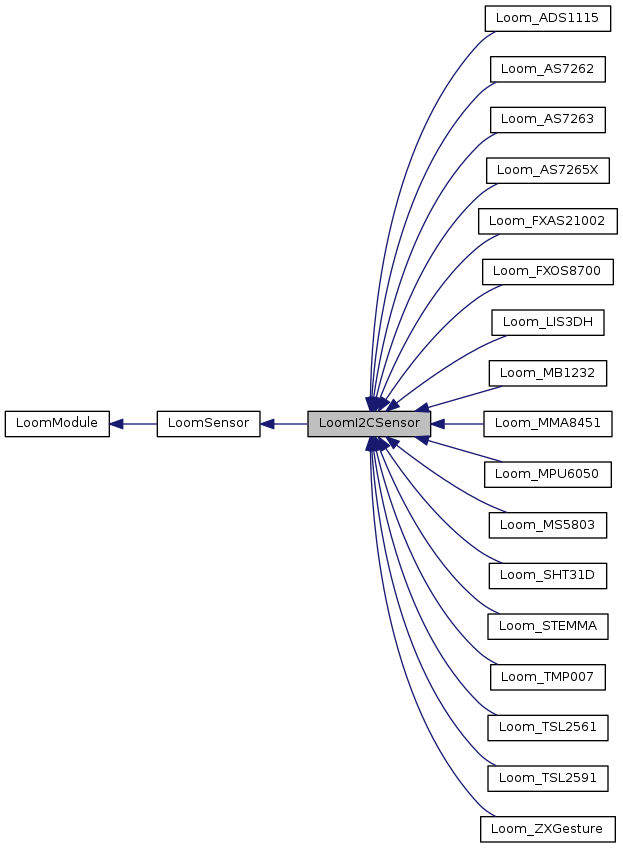 Loom_ADS1115
Loom_AS7262
Loom_AS7263
Loom_AS7265X
Loom_FXAS21002
Loom_FXOS8700
Loom_LIS3DH
Loom_MB1232
LoomModule
LoomSensor
LoomI2CSensor
Loom_MMA8451
Loom_MPU6050
Loom_MS5803
Loom_SHT31D
Loom_STEMMA
Loom_TMP007
Loom_TSL2561
Loom_TSL2591
Loom_ZXGesture